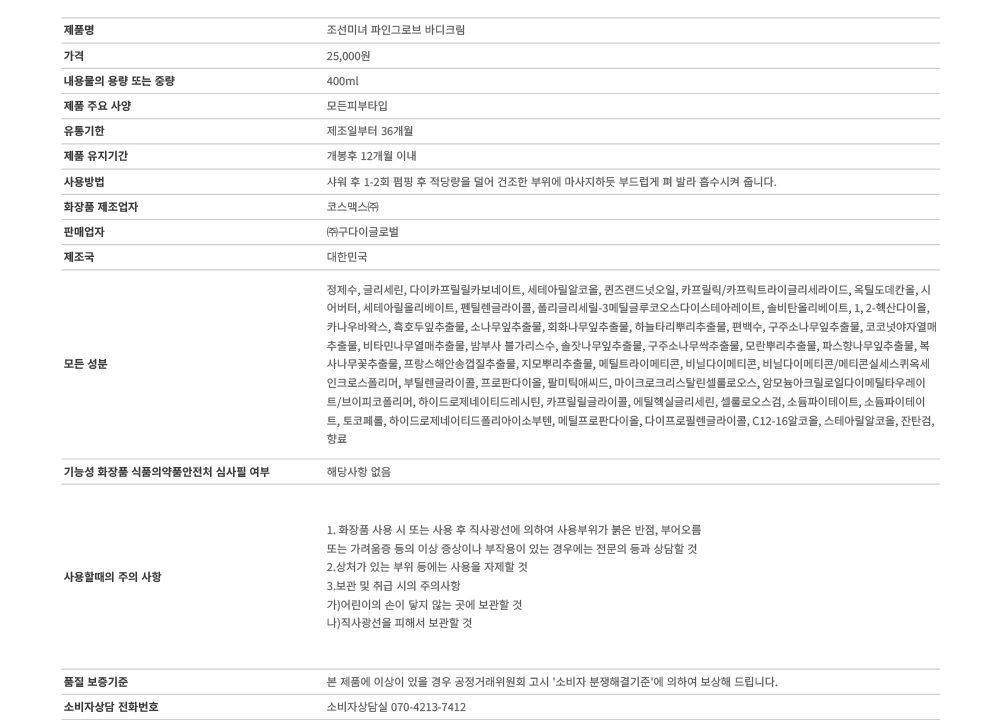 제품명 조선미녀 파인그로브 바디크림
가격 25,000원
내용물의 용량 또는 중량 400ml
제품 주요 사양 모든피부타입
유통기한 제조일부터 36개월
제품 유지기간 개봉후 12개월 이내
사용방법 샤워 후 1-2회 펌핑 후 적당량을 덜어 건조한 부위에 마사지하듯 부드럽게 펴 발라 흡수시켜 줍니다.
화장품 제조업자 코스맥스㈜
판매업자 ㈜구다이글로벌
제조국 대한민국
모든 성분
정제수, 글리세린, 다이카프릴릴카보네이트, 세테아릴알코올, 퀸즈랜드넛오일, 카프릴릭/카프릭트라이글리세라이드, 옥틸도데칸올, 시
어버터, 세테아릴올리베이트, 펜틸렌글라이콜, 폴리글리세릴-3메틸글루코오스다이스테아레이트, 솔비탄올리베이트, 1, 2-헥산다이올,
카나우바왁스, 흑호두잎추출물, 소나무잎추출물, 회화나무잎추출물, 하늘타리뿌리추출물, 편백수, 구주소나무잎추출물, 코코넛야자열매
추출물, 비타민나무열매추출물, 밤부사 불가리스수, 솔잣나무잎추출물, 구주소나무싹추출물, 모란뿌리추출물, 파스향나무잎추출물, 복
사나무꽃추출물, 프랑스해안송껍질추출물, 지모뿌리추출물, 메틸트라이메티콘, 비닐다이메티콘, 비닐다이메티콘/메티콘실세스퀴옥세
인크로스폴리머, 부틸렌글라이콜, 프로판다이올, 팔미틱애씨드, 마이크로크리스탈린셀룰로오스, 암모늄아크릴로일다이메틸타우레이
트/브이피코폴리머, 하이드로제네이티드레시틴, 카프릴릴글라이콜, 에틸헥실글리세린, 셀룰로오스검, 소듐파이테이트, 소듐파이테이
트, 토코페롤, 하이드로제네이티드폴리아이소부텐, 메틸프로판다이올, 다이프로필렌글라이콜, C12-16알코올, 스테아릴알코올, 잔탄검,
향료
기능성 화장품 식품의약품안전처 심사필 여부 해당사항 없음
사용할때의 주의 사항
1. 화장품 사용 시 또는 사용 후 직사광선에 의하여 사용부위가 붉은 반점, 부어오름
또는 가려움증 등의 이상 증상이나 부작용이 있는 경우에는 전문의 등과 상담할 것
2.상처가 있는 부위 등에는 사용을 자제할 것
3.보관 및 취급 시의 주의사항
가)어린이의 손이 닿지 않는 곳에 보관할 것
나)직사광선을 피해서 보관할 것
품질 보증기준 본 제품에 이상이 있을 경우 공정거래위원회 고시 '소비자 분쟁해결기준'에 의하여 보상해 드립니다.
소비자상담 전화번호 소비자상담실 070-4213-7412